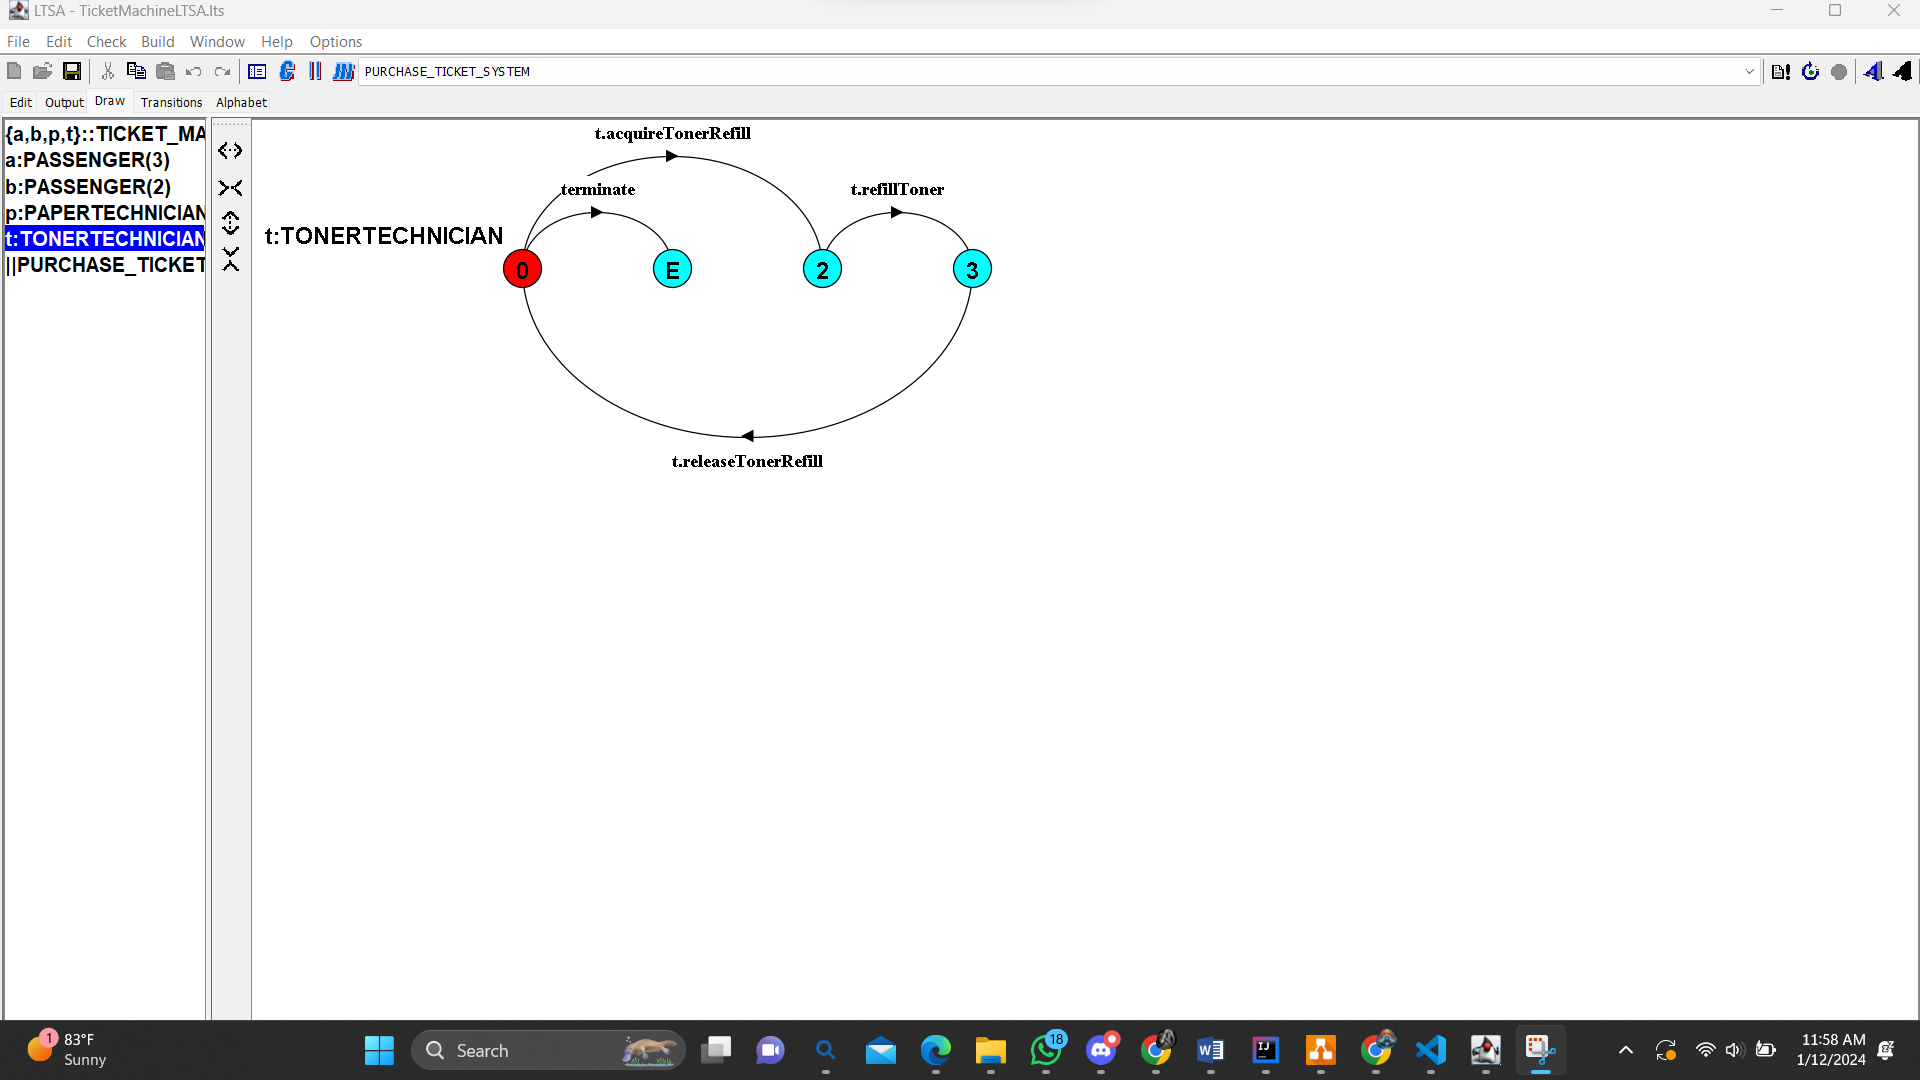 LTSA - TicketMachineLTSA.lts
File Edit Check Build Window Help Options
PURCHASE_TICKET_SYSTEM
Edit Output Draw Transitions Alphabet
{a,b,p,t}::TICKET_MA
a:PASSENGER(3)
b:PASSENGER(2)
p:PAPERTECHNICIAN
t:TONERTECHNICIAN
||PURCHASE_TICKET
t.acquireTonerRefill
terminate
t.refillToner
t:TONERTECHNICIAN
0 E 2 3
t.releaseTonerRefill
1
83°F
Sunny
Search
18
11:58 AM
1/12/2024